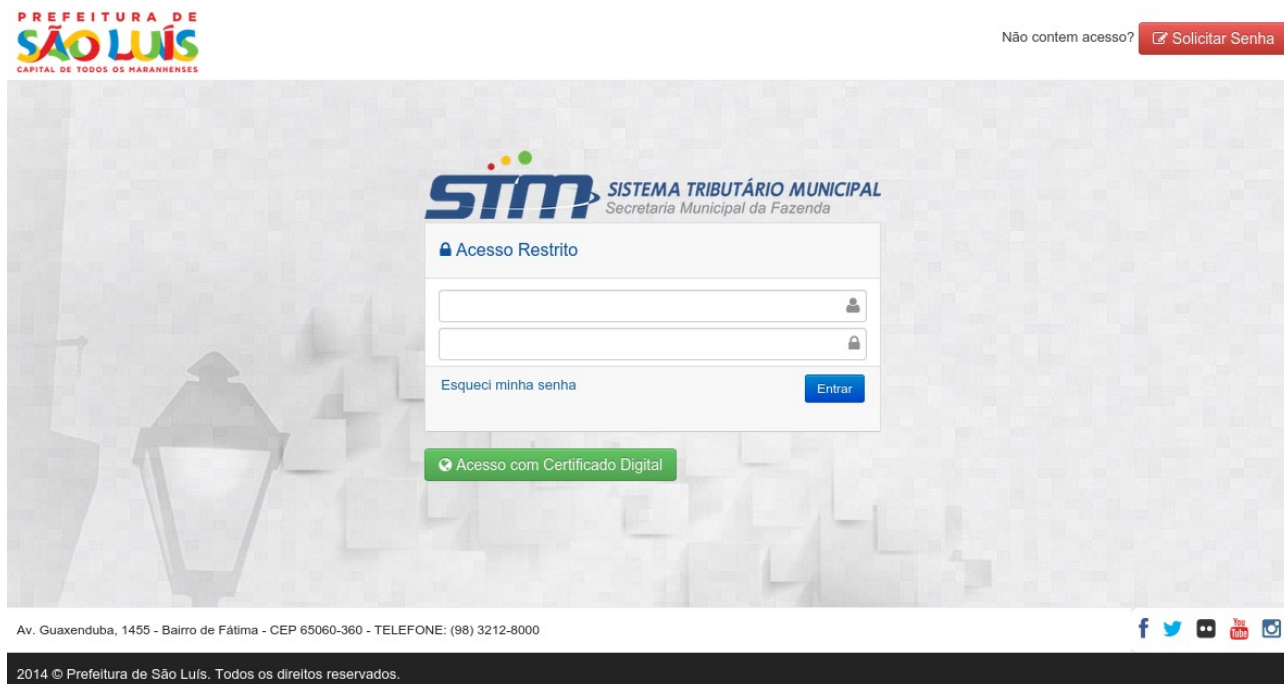 PREFEITURA DE
SÃO LUÍS
CAPITAL DE TODOS OS MARANHENSES
Não contem acesso? Solicitar Senha
STM SISTEMA TRIBUTÁRIO MUNICIPAL
Secretaria Municipal da Fazenda
Acesso Restrito
Esqueci minha senha Entrar
Acesso com Certificado Digital
Av. Guaxenduba, 1455 - Bairro de Fátima - CEP 65060-360 - TELEFONE: (98) 3212-8000
You Tube
2014 © Prefeitura de São Luís. Todos os direitos reservados.